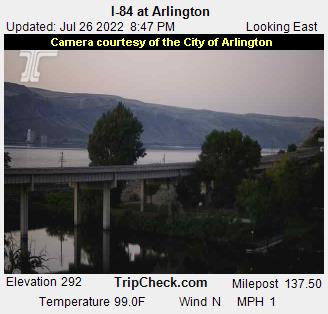 I-84 at Arlington
Updated: Jul 26 2022 8:47 PM Looking East
Camera courtesy of the City of Arlington
Elevation 292 TripCheck.com Milepost 137.50
Temperature 99.0F Wind N MPH 1